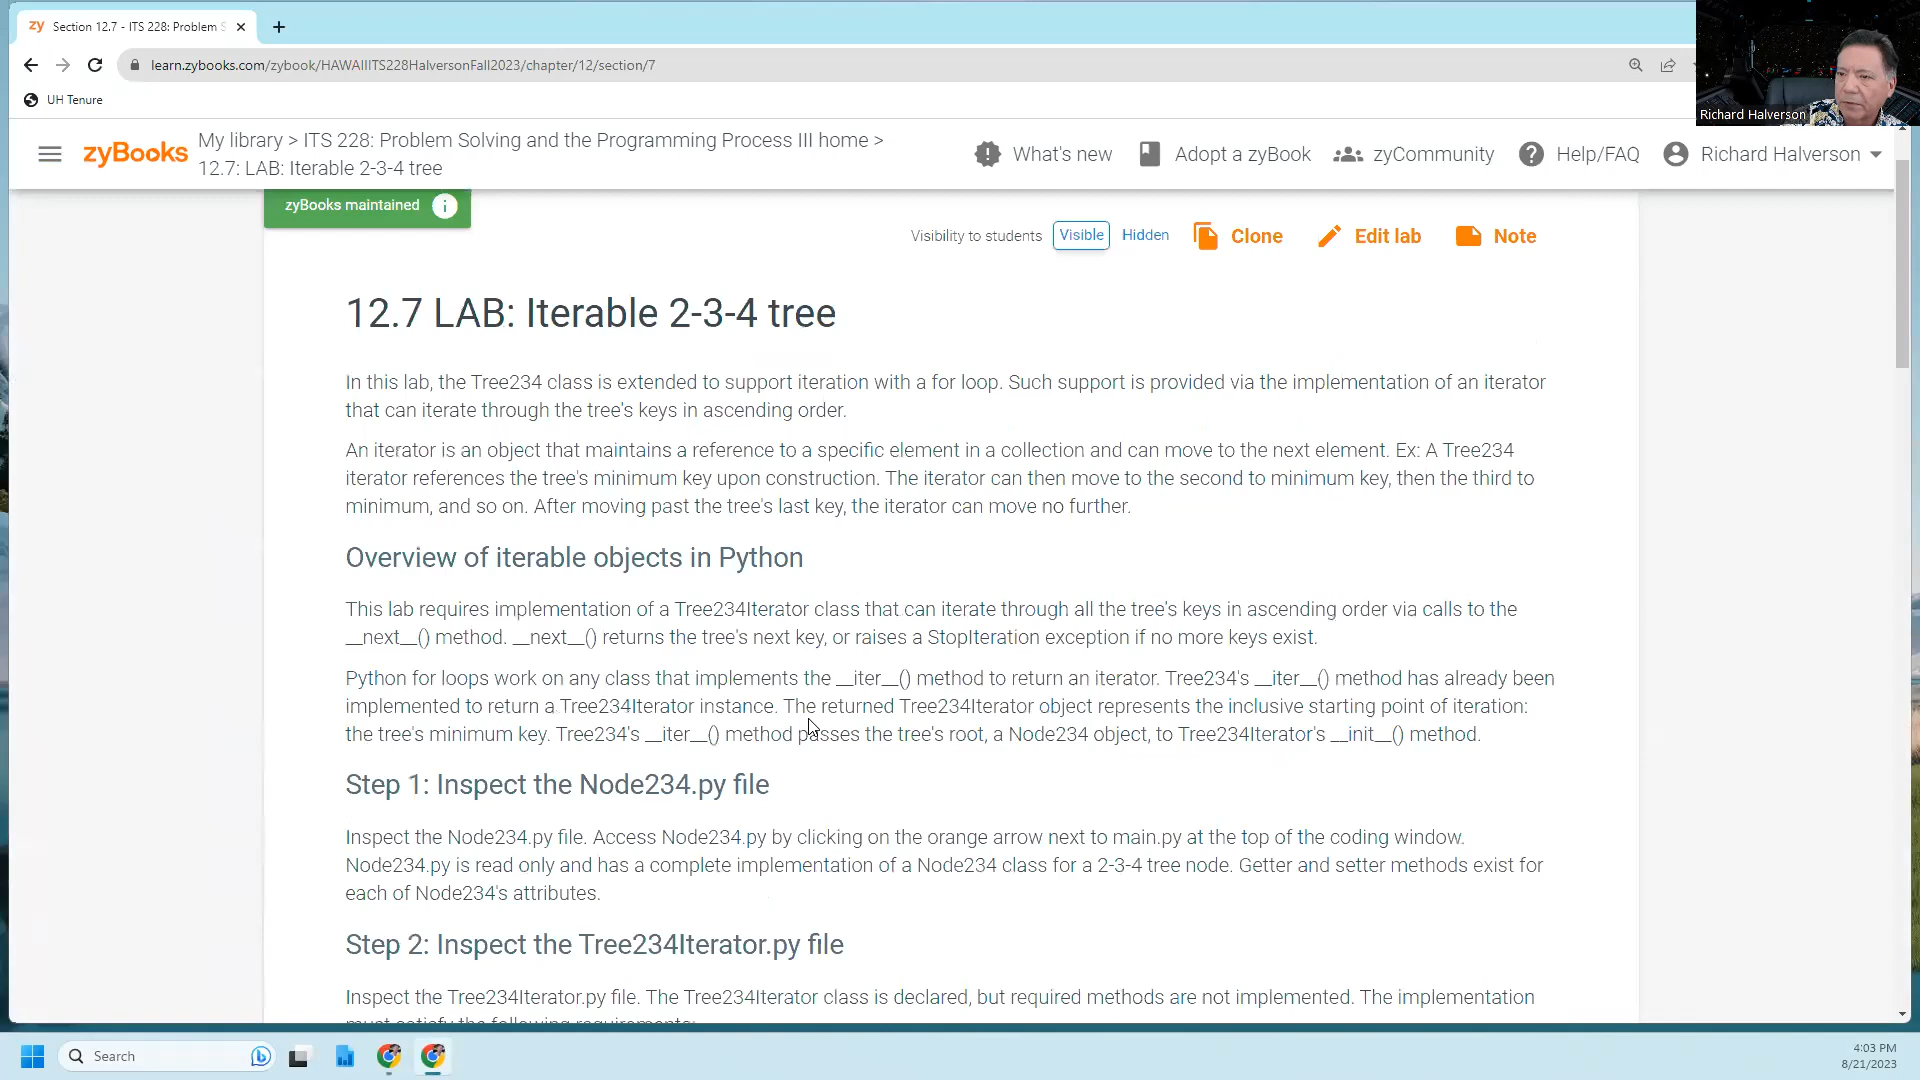 zy Section 12.7 - ITS 228: Problem S
learn.zybooks.com/zybook/HAWAIIITS228HalversonFall2023/chapter/12/section/7
UH Tenure
Richard Halverson
zyBooks
My library > ITS 228: Problem Solving and the Programming Process III home >
12.7: LAB: Iterable 2-3-4 tree
What's new
Adopt a zyBook
zyCommunity
Help/FAQ
Richard Halverson
zyBooks maintained
Visibility to students Visible Hidden Clone Edit lab Note
12.7 LAB: Iterable 2-3-4 tree
In this lab, the Tree234 class is extended to support iteration with a for loop. Such support is provided via the implementation of an iterator
that can iterate through the tree's keys in ascending order.
An iterator is an object that maintains a reference to a specific element in a collection and can move to the next element. Ex: A Tree234
iterator references the tree's minimum key upon construction. The iterator can then move to the second to minimum key, then the third to
minimum, and so on. After moving past the tree's last key, the iterator can move no further.
Overview of iterable objects in Python
This lab requires implementation of a Tree234Iterator class that can iterate through all the tree's keys in ascending order via calls to the
__next__() method. __next__() returns the tree's next key, or raises a StopIteration exception if no more keys exist.
Python for loops work on any class that implements the __iter__() method to return an iterator. Tree234's __iter__() method has already been
implemented to return a Tree234Iterator instance. The returned Tree234Iterator object represents the inclusive starting point of iteration:
the tree's minimum key. Tree234's __iter__() method passes the tree's root, a Node234 object, to Tree234Iterator's __init__() method.
Step 1: Inspect the Node234.py file
Inspect the Node234.py file. Access Node234.py by clicking on the orange arrow next to main.py at the top of the coding window.
Node234.py is read only and has a complete implementation of a Node234 class for a 2-3-4 tree node. Getter and setter methods exist for
each of Node234's attributes.
Step 2: Inspect the Tree234Iterator.py file
Inspect the Tree234Iterator.py file. The Tree234Iterator class is declared, but required methods are not implemented. The implementation
must satisfy the following requirements:
Search
4:03 PM
8/21/2023